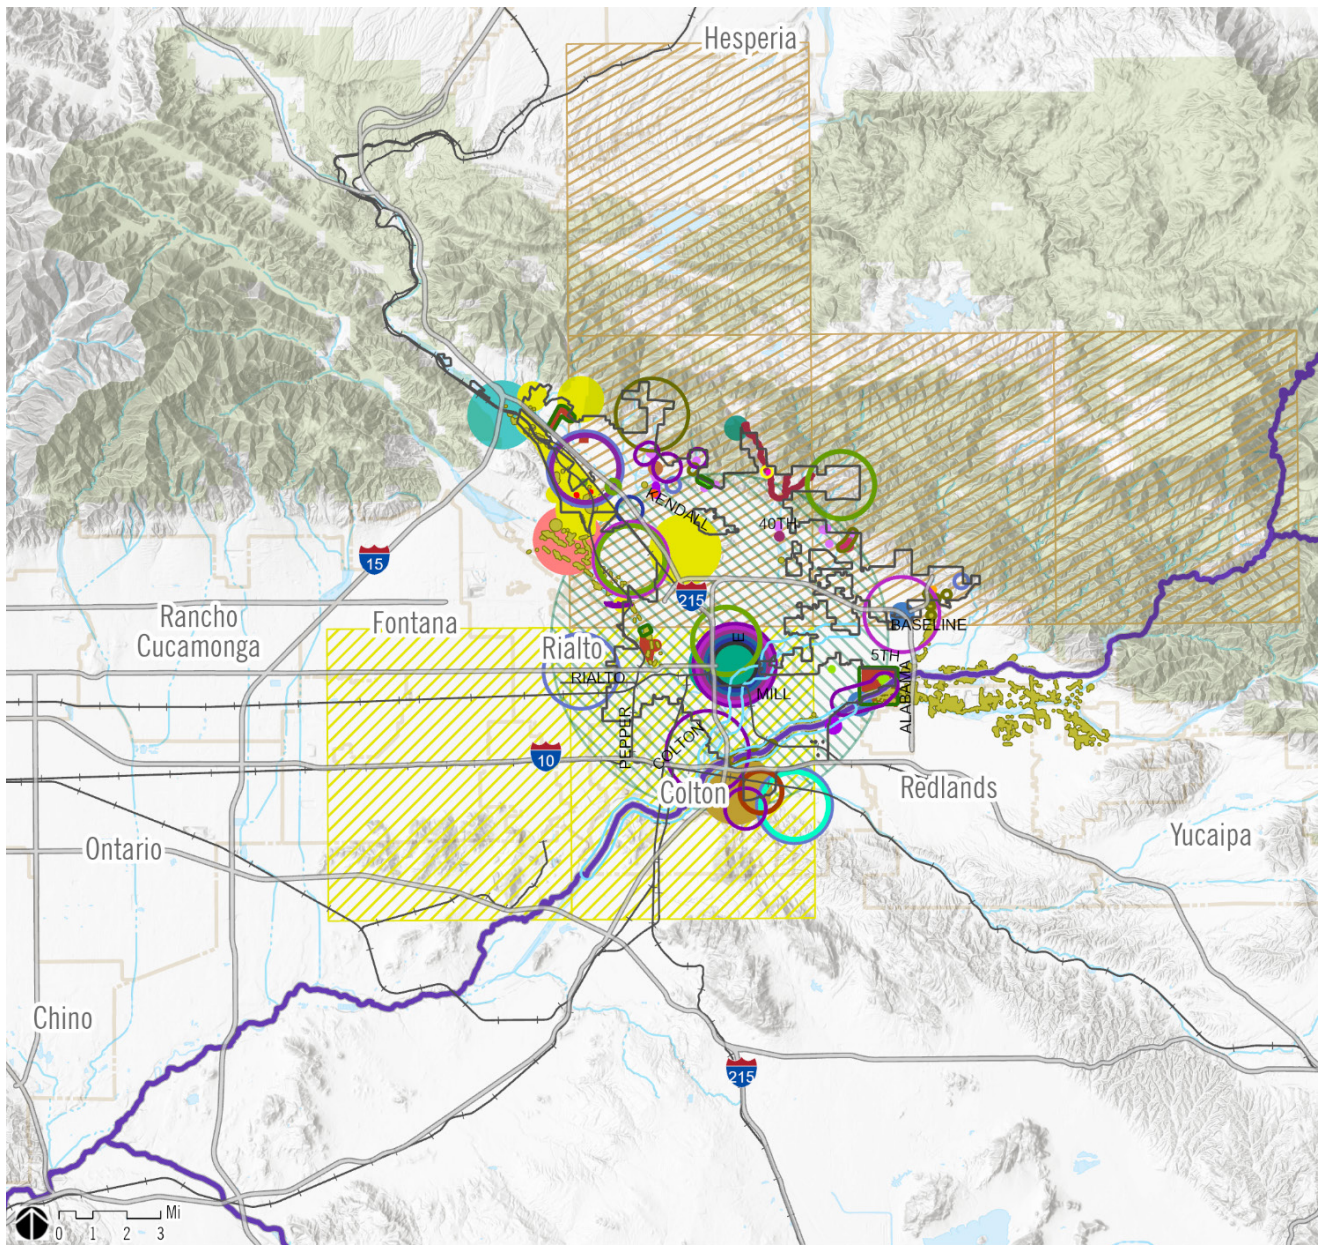 Hesperia
KENDALL
40TH
15
215
Rancho
Cucamonga
Fontana
BASELINE
E
Rialto
5TH
RIALTO
MILL
ALABAMA
PEPPER
COLTON
10
Colton
Redlands
Yucaipa
Ontario
Chino
215
Mi
0 1 2 3